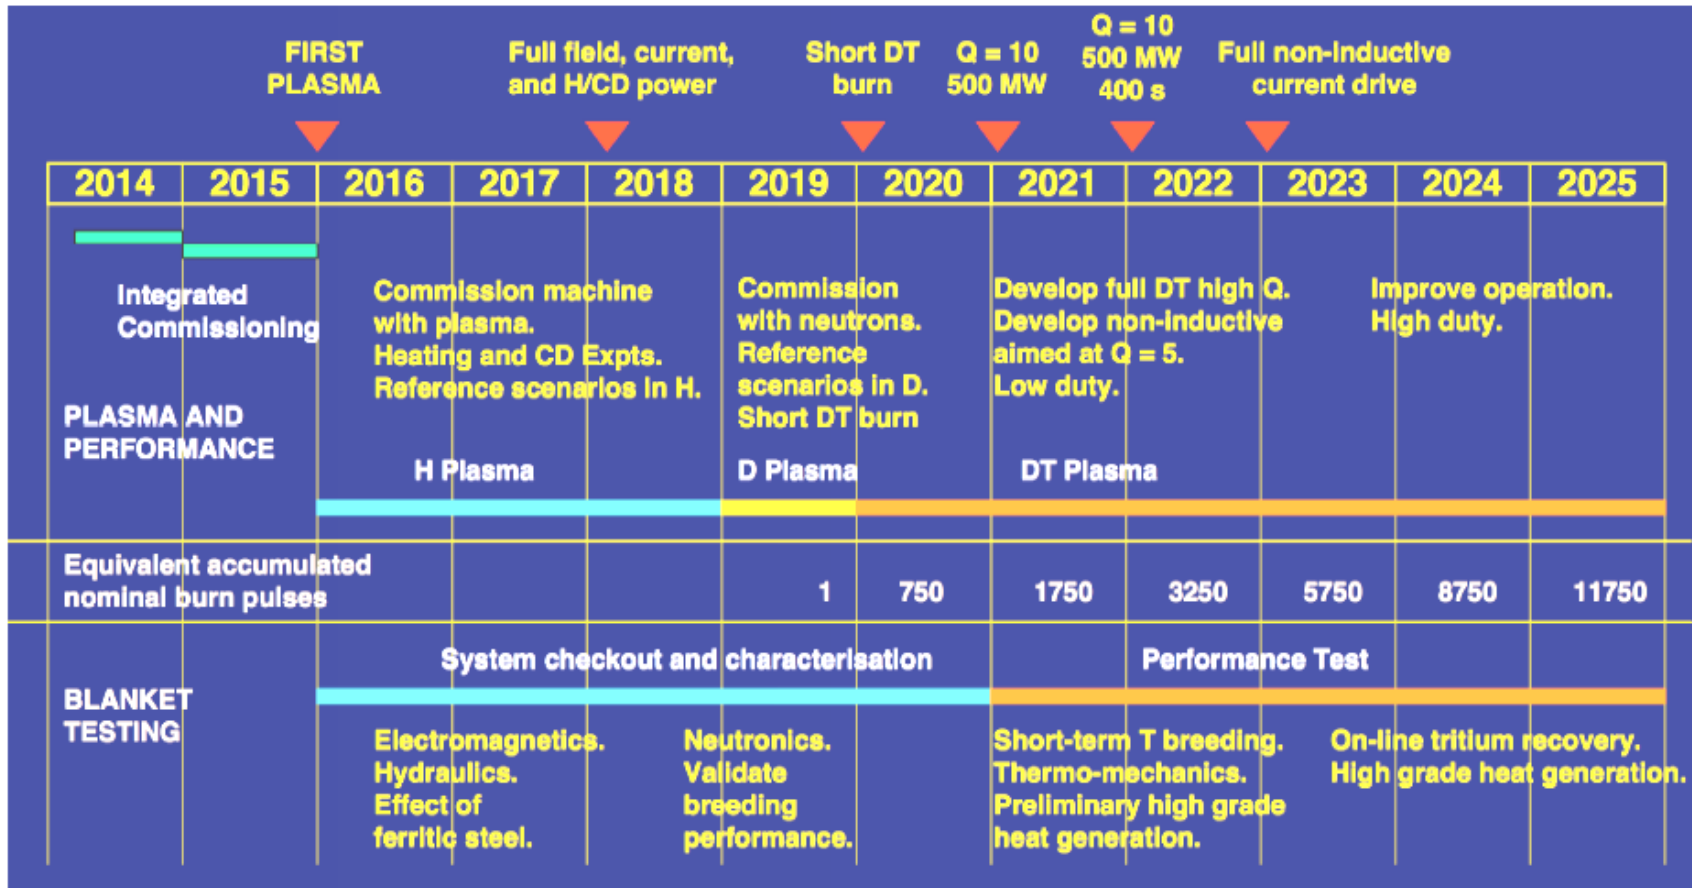 FIRST
PLASMA
Full field, current,
and H/CD power
Short DT
burn
Q = 10
500 MW
Q = 10
500 MW
400 s
Full non-inductive
current drive
2014 2015 2016 2017 2018 2019 2020 2021 2022 2023 2024 2025
Integrated
Commissioning
Commission machine
with plasma.
Heating and CD Expts.
Reference scenarios in H.
Commission
with neutrons.
Reference
scenarios in D.
Short DT burn
Develop full DT high Q.
Develop non-inductive
aimed at Q = 5.
Low duty.
Improve operation.
High duty.
PLASMA AND
PERFORMANCE
H Plasma
D Plasma
DT Plasma
Equivalent accumulated
nominal burn pulses
1 750 1750 3250 5750 8750 11750
System checkout and characterisation
Performance Test
BLANKET
TESTING
Electromagnetics.
Hydraulics.
Effect of
ferritic steel.
Neutronics.
Validate
breeding
performance.
Short-term T breeding.
Thermo-mechanics.
Preliminary high grade
heat generation.
On-line tritium recovery.
High grade heat generation.